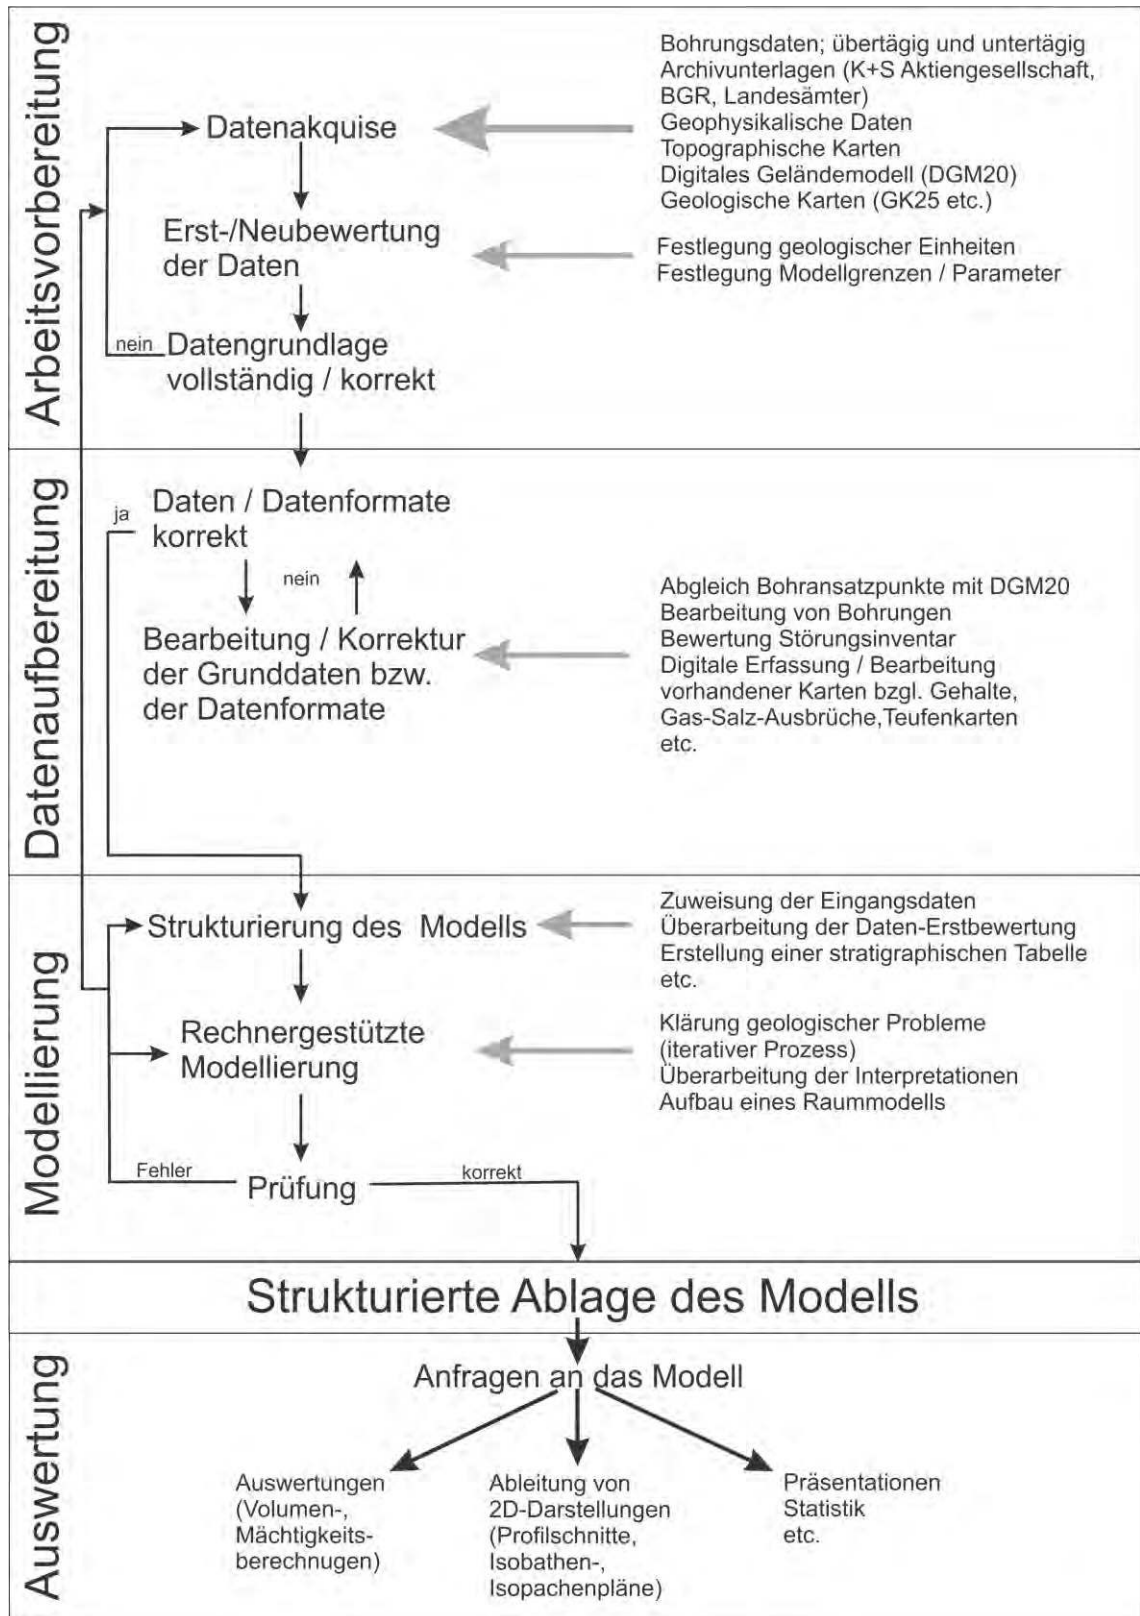 Arbeitsvorbereitung
Bohrungsdaten; übertägig und untertägig
Archivunterlagen (K+S Aktiengesellschaft,
BGR, Landesämter)
Geophysikalische Daten
Topographische Karten
Digitales Geländemodell (DGM20)
Geologische Karten (GK25 etc.)
Datenakquise
Erst-/Neubewertung
der Daten
Festlegung geologischer Einheiten
Festlegung Modellgrenzen / Parameter
nein
Datengrundlage
vollständig / korrekt
Datenaufbereitung
ja
Daten / Datenformate
korrekt
nein
Bearbeitung / Korrektur
der Grunddaten bzw.
der Datenformate
Abgleich Bohransatzpunkte mit DGM20
Bearbeitung von Bohrungen
Bewertung Störungsinventar
Digitale Erfassung / Bearbeitung
vorhandener Karten bzgl. Gehalte,
Gas-Salz-Ausbrüche,Teufenkarten
etc.
Modellierung
Strukturierung des Modells
Zuweisung der Eingangsdaten
Überarbeitung der Daten-Erstbewertung
Erstellung einer stratigraphischen Tabelle
etc.
Rechnergestützte
Modellierung
Klärung geologischer Probleme
(iterativer Prozess)
Überarbeitung der Interpretationen
Aufbau eines Raummodells
Fehler
Prüfung
korrekt
Strukturierte Ablage des Modells
Auswertung
Anfragen an das Modell
Auswertungen
(Volumen-,
Mächtigkeits-
berechnugen)
Ableitung von
2D-Darstellungen
(Profilschnitte,
Isobathen-,
Isopachenpläne)
Präsentationen
Statistik
etc.